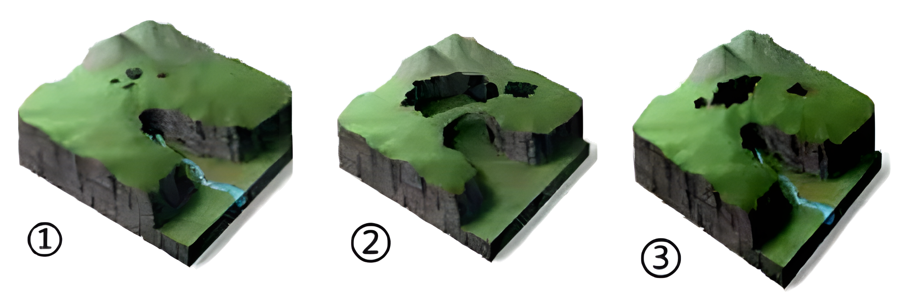 ①
②
③